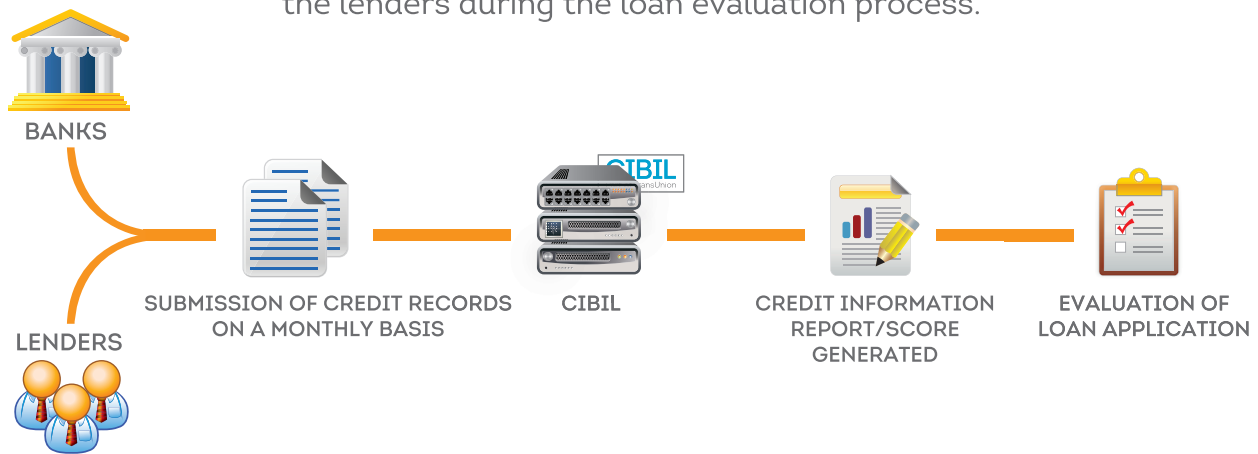 the lenders during the loan evaluation process.
BANKS
LENDERS
SUBMISSION OF CREDIT RECORDS
ON A MONTHLY BASIS
CIBIL
CIBIL
CREDIT INFORMATION
REPORT/SCORE
GENERATED
EVALUATION OF
LOAN APPLICATION